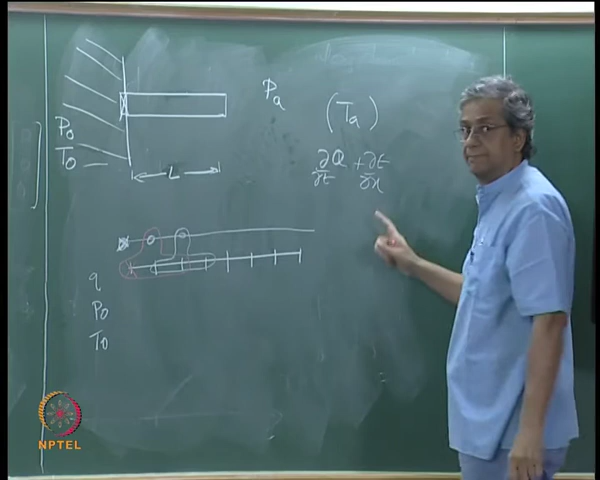 P₀
T₀
L
Pₐ
(Tₐ)
∂Q/∂t + ∂t/∂x
q
P₀
T₀
NPTEL